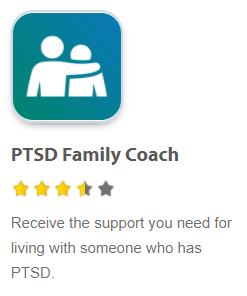 PTSD Family Coach
Receive the support you need for
living with someone who has
PTSD.